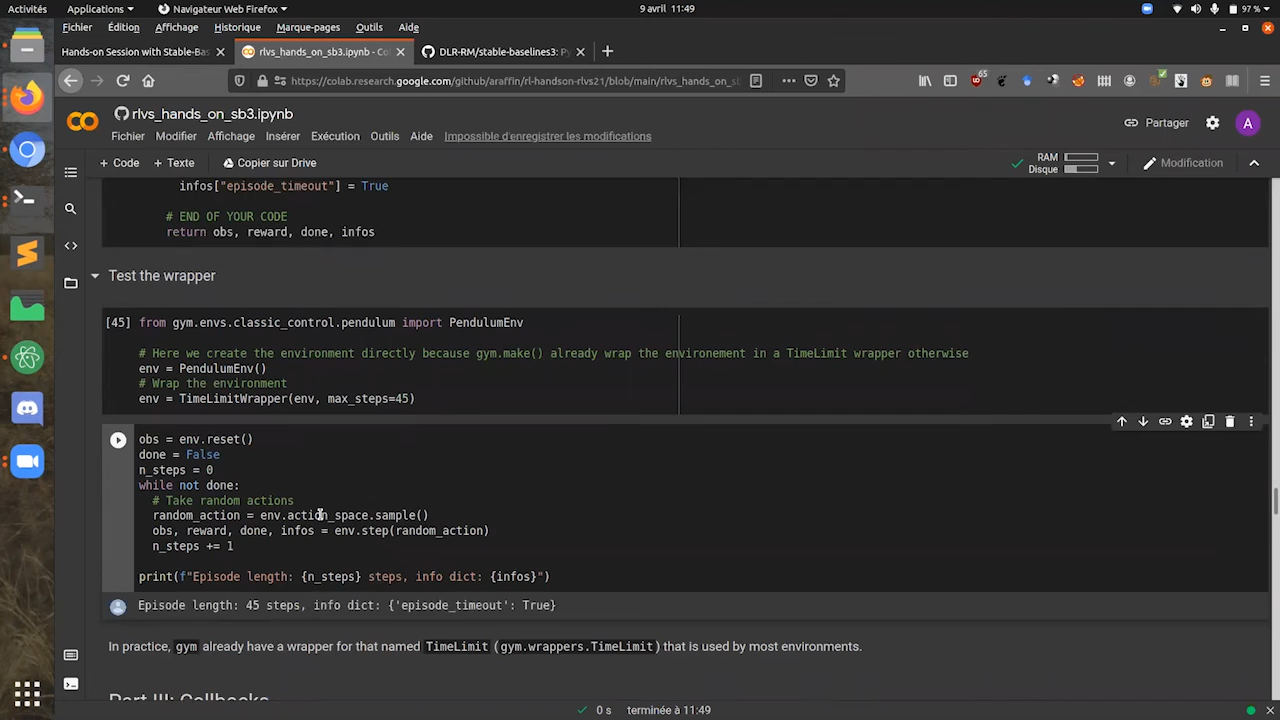 Activités Applications Navigateur Web Firefox 9 avril 11:49 97 %
Fichier Édition Affichage Historique Marque-pages Outils Aide
Hands-on Session with Stable-Bas rlvs_hands_on_sb3.ipynb - Co DLR-RM/stable-baselines3: Py
https://colab.research.google.com/github/araffin/rl-handson-rlvs21/blob/main/rlvs_hands_on_sb 65
rlvs_hands_on_sb3.ipynb
Partager A
Fichier Modifier Affichage Insérer Exécution Outils Aide Impossible d'enregistrer les modifications
+ Code + Texte Copier sur Drive RAM Disque Modification
infos["episode_timeout"] = True
# END OF YOUR CODE
return obs, reward, done, infos
Test the wrapper
[45] from gym.envs.classic_control.pendulum import PendulumEnv
# Here we create the environment directly because gym.make() already wrap the environement in a TimeLimit wrapper otherwise
env = PendulumEnv()
# Wrap the environment
env = TimeLimitWrapper(env, max_steps=45)
obs = env.reset()
done = False
n_steps = 0
while not done:
# Take random actions
random_action = env.action_space.sample()
obs, reward, done, infos = env.step(random_action)
n_steps += 1
print(f"Episode length: {n_steps} steps, info dict: {infos}")
Episode length: 45 steps, info dict: {'episode_timeout': True}
In practice, gym already have a wrapper for that named TimeLimit (gym.wrappers.TimeLimit) that is used by most environments.
Part III: Callbacks
0 s terminée à 11:49